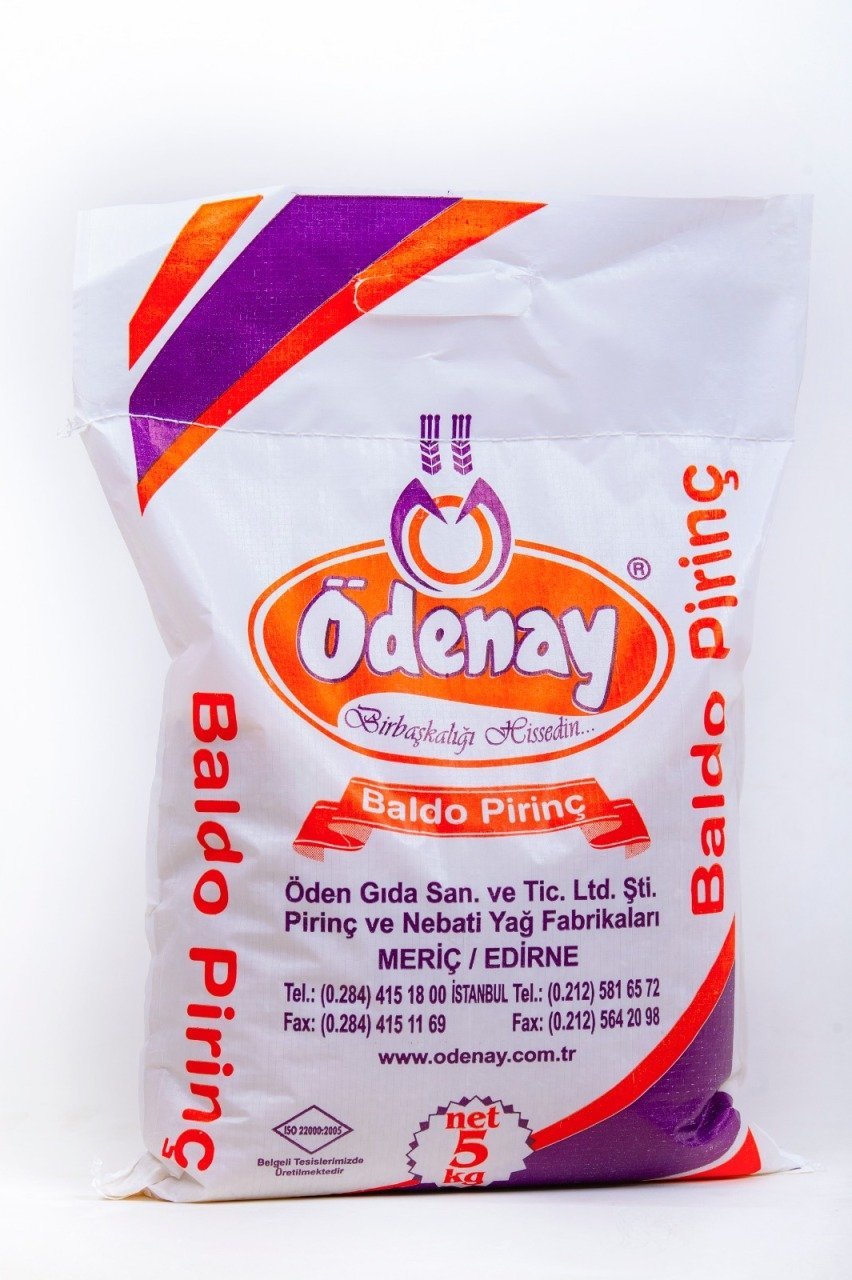 Ödenay
®
Birbaşkalığı Hissedin...
Baldo Pirinç
Baldo Pirinç
Baldo Pirinç
Öden Gıda San. ve Tic. Ltd. Şti.
Pirinç ve Nebati Yağ Fabrikaları
MERİÇ / EDİRNE
Tel.: (0.284) 415 18 00 İSTANBUL Tel.: (0.212) 581 65 72
Fax: (0.284) 415 11 69 Fax: (0.212) 564 20 98
www.odenay.com.tr
ISO 22000:2005
Belgeli Tesislerimizde
Üretilmektedir
net
5
kg